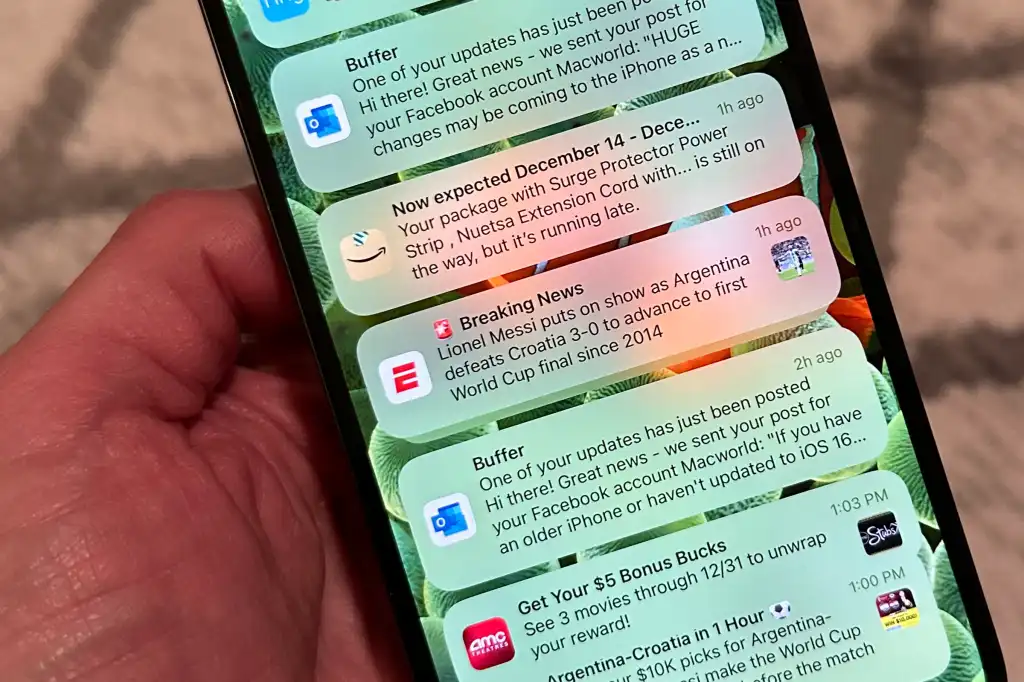 ring
Buffer
One of your updates has just been po
Hi there! Great news - we sent your post for
your Facebook account Macworld: "HUGE
changes may be coming to the iPhone as a n...
1h ago
Now expected December 14 - Dece...
Your package with Surge Protector Power
Strip , Nuetsa Extension Cord with... is still on
the way, but it's running late.
1h ago
🚨 Breaking News
Lionel Messi puts on show as Argentina
defeats Croatia 3-0 to advance to first
World Cup final since 2014
2h ago
Buffer
One of your updates has just been posted
Hi there! Great news - we sent your post for
your Facebook account Macworld: "If you have
an older iPhone or haven't updated to iOS 16...
1:03 PM
Get Your $5 Bonus Bucks
See 3 movies through 12/31 to unwrap
your reward!
amc
THEATRES
Stubs
1:00 PM
Argentina-Croatia in 1 Hour ⚽
ur $10K picks for Argentina-
si make the World Cup
efore the match
WIN $10,000!